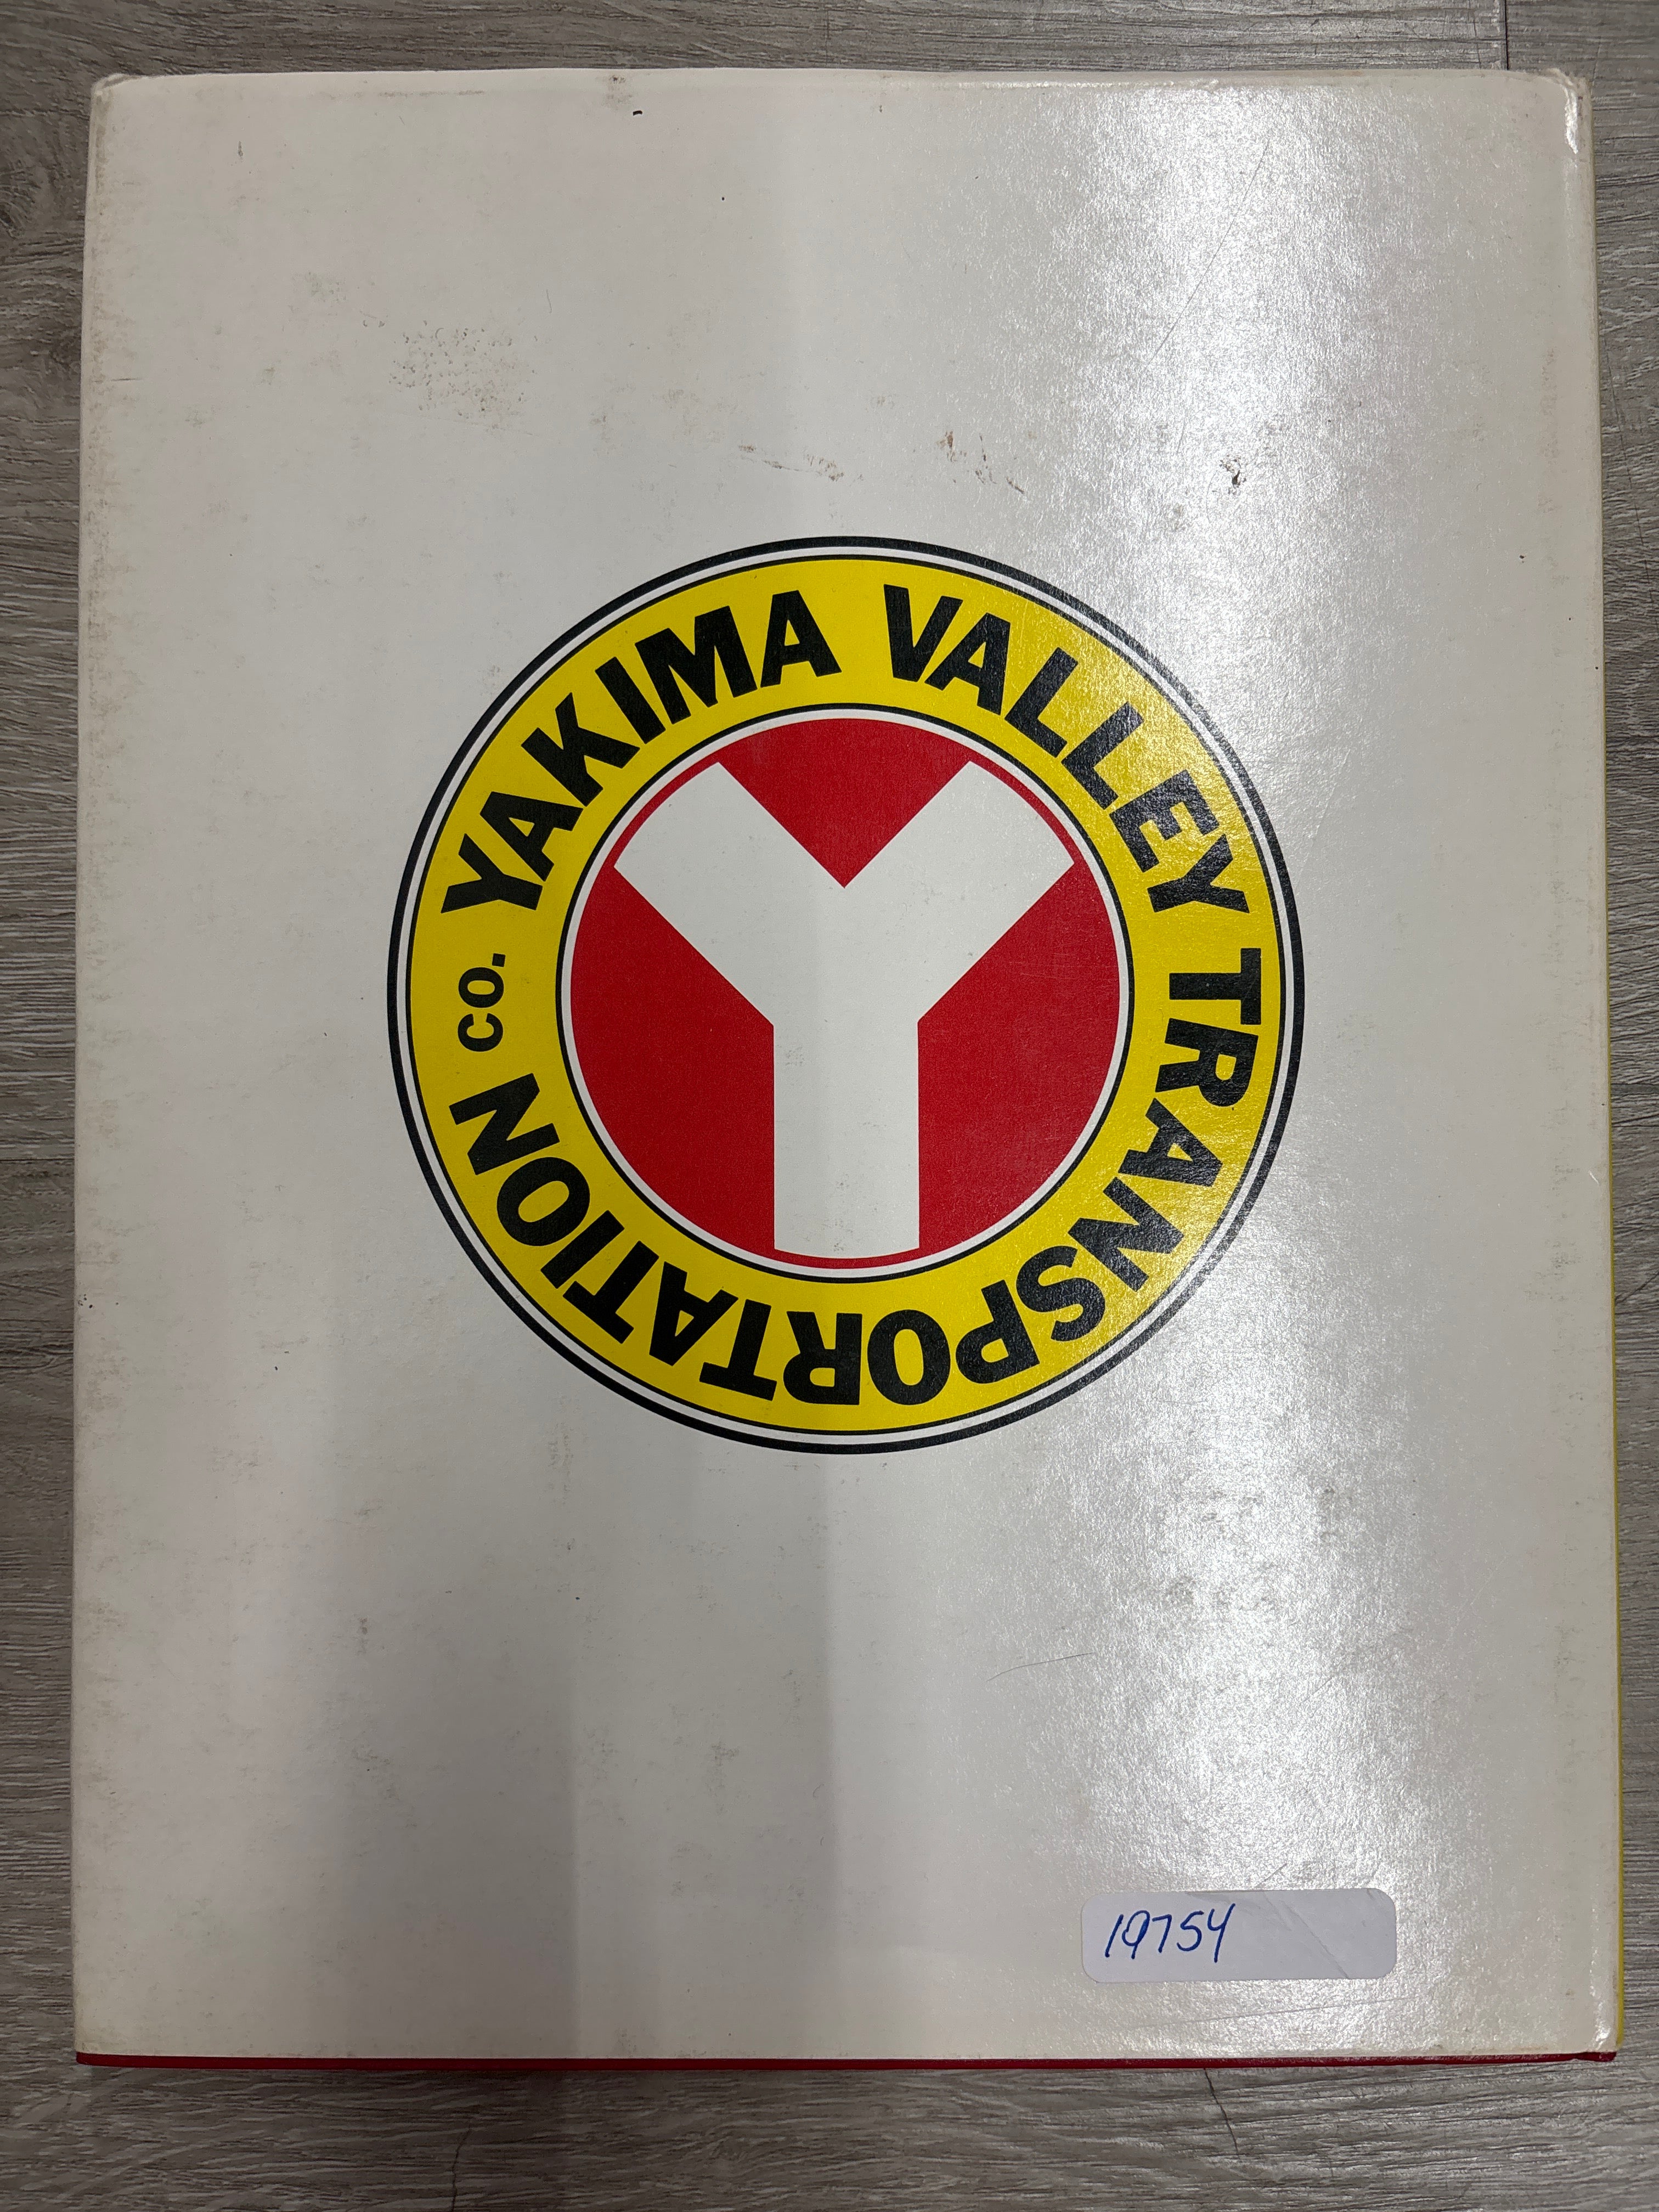 YAKIMA VALLEY TRANSPORTATION CO.
Y
19754